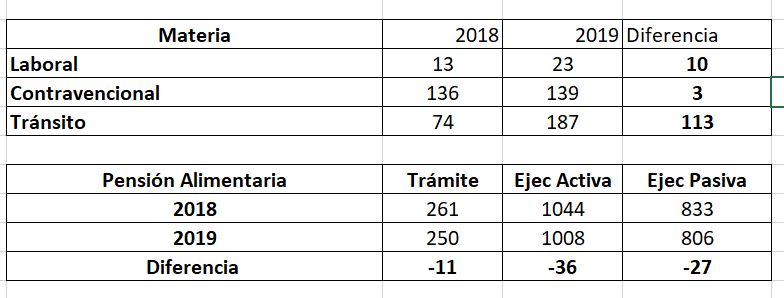 Materia 2018 2019 Diferencia
Laboral 13 23 10
Contravencional 136 139 3
Tránsito 74 187 113
Pensión Alimentaria Trámite Ejec Activa Ejec Pasiva
2018 261 1044 833
2019 250 1008 806
Diferencia -11 -36 -27